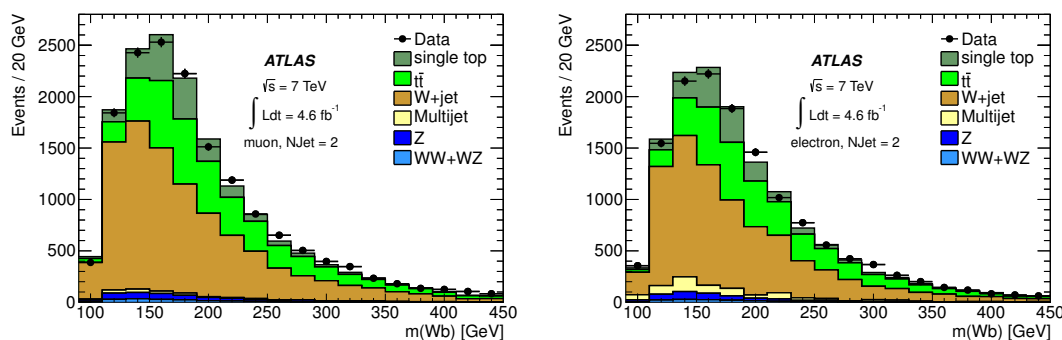 Events / 20 GeV
2500
2000
1500
1000
500
0
ATLAS
√s = 7 TeV
∫ Ldt = 4.6 fb⁻¹
muon, NJet = 2
Data
single top
tt̄
W+jet
Multijet
Z
WW+WZ
100 150 200 250 300 350 400 450
m(Wb) [GeV]
Events / 20 GeV
2500
2000
1500
1000
500
0
ATLAS
√s = 7 TeV
∫ Ldt = 4.6 fb⁻¹
electron, NJet = 2
Data
single top
tt̄
W+jet
Multijet
Z
WW+WZ
100 150 200 250 300 350 400 450
m(Wb) [GeV]